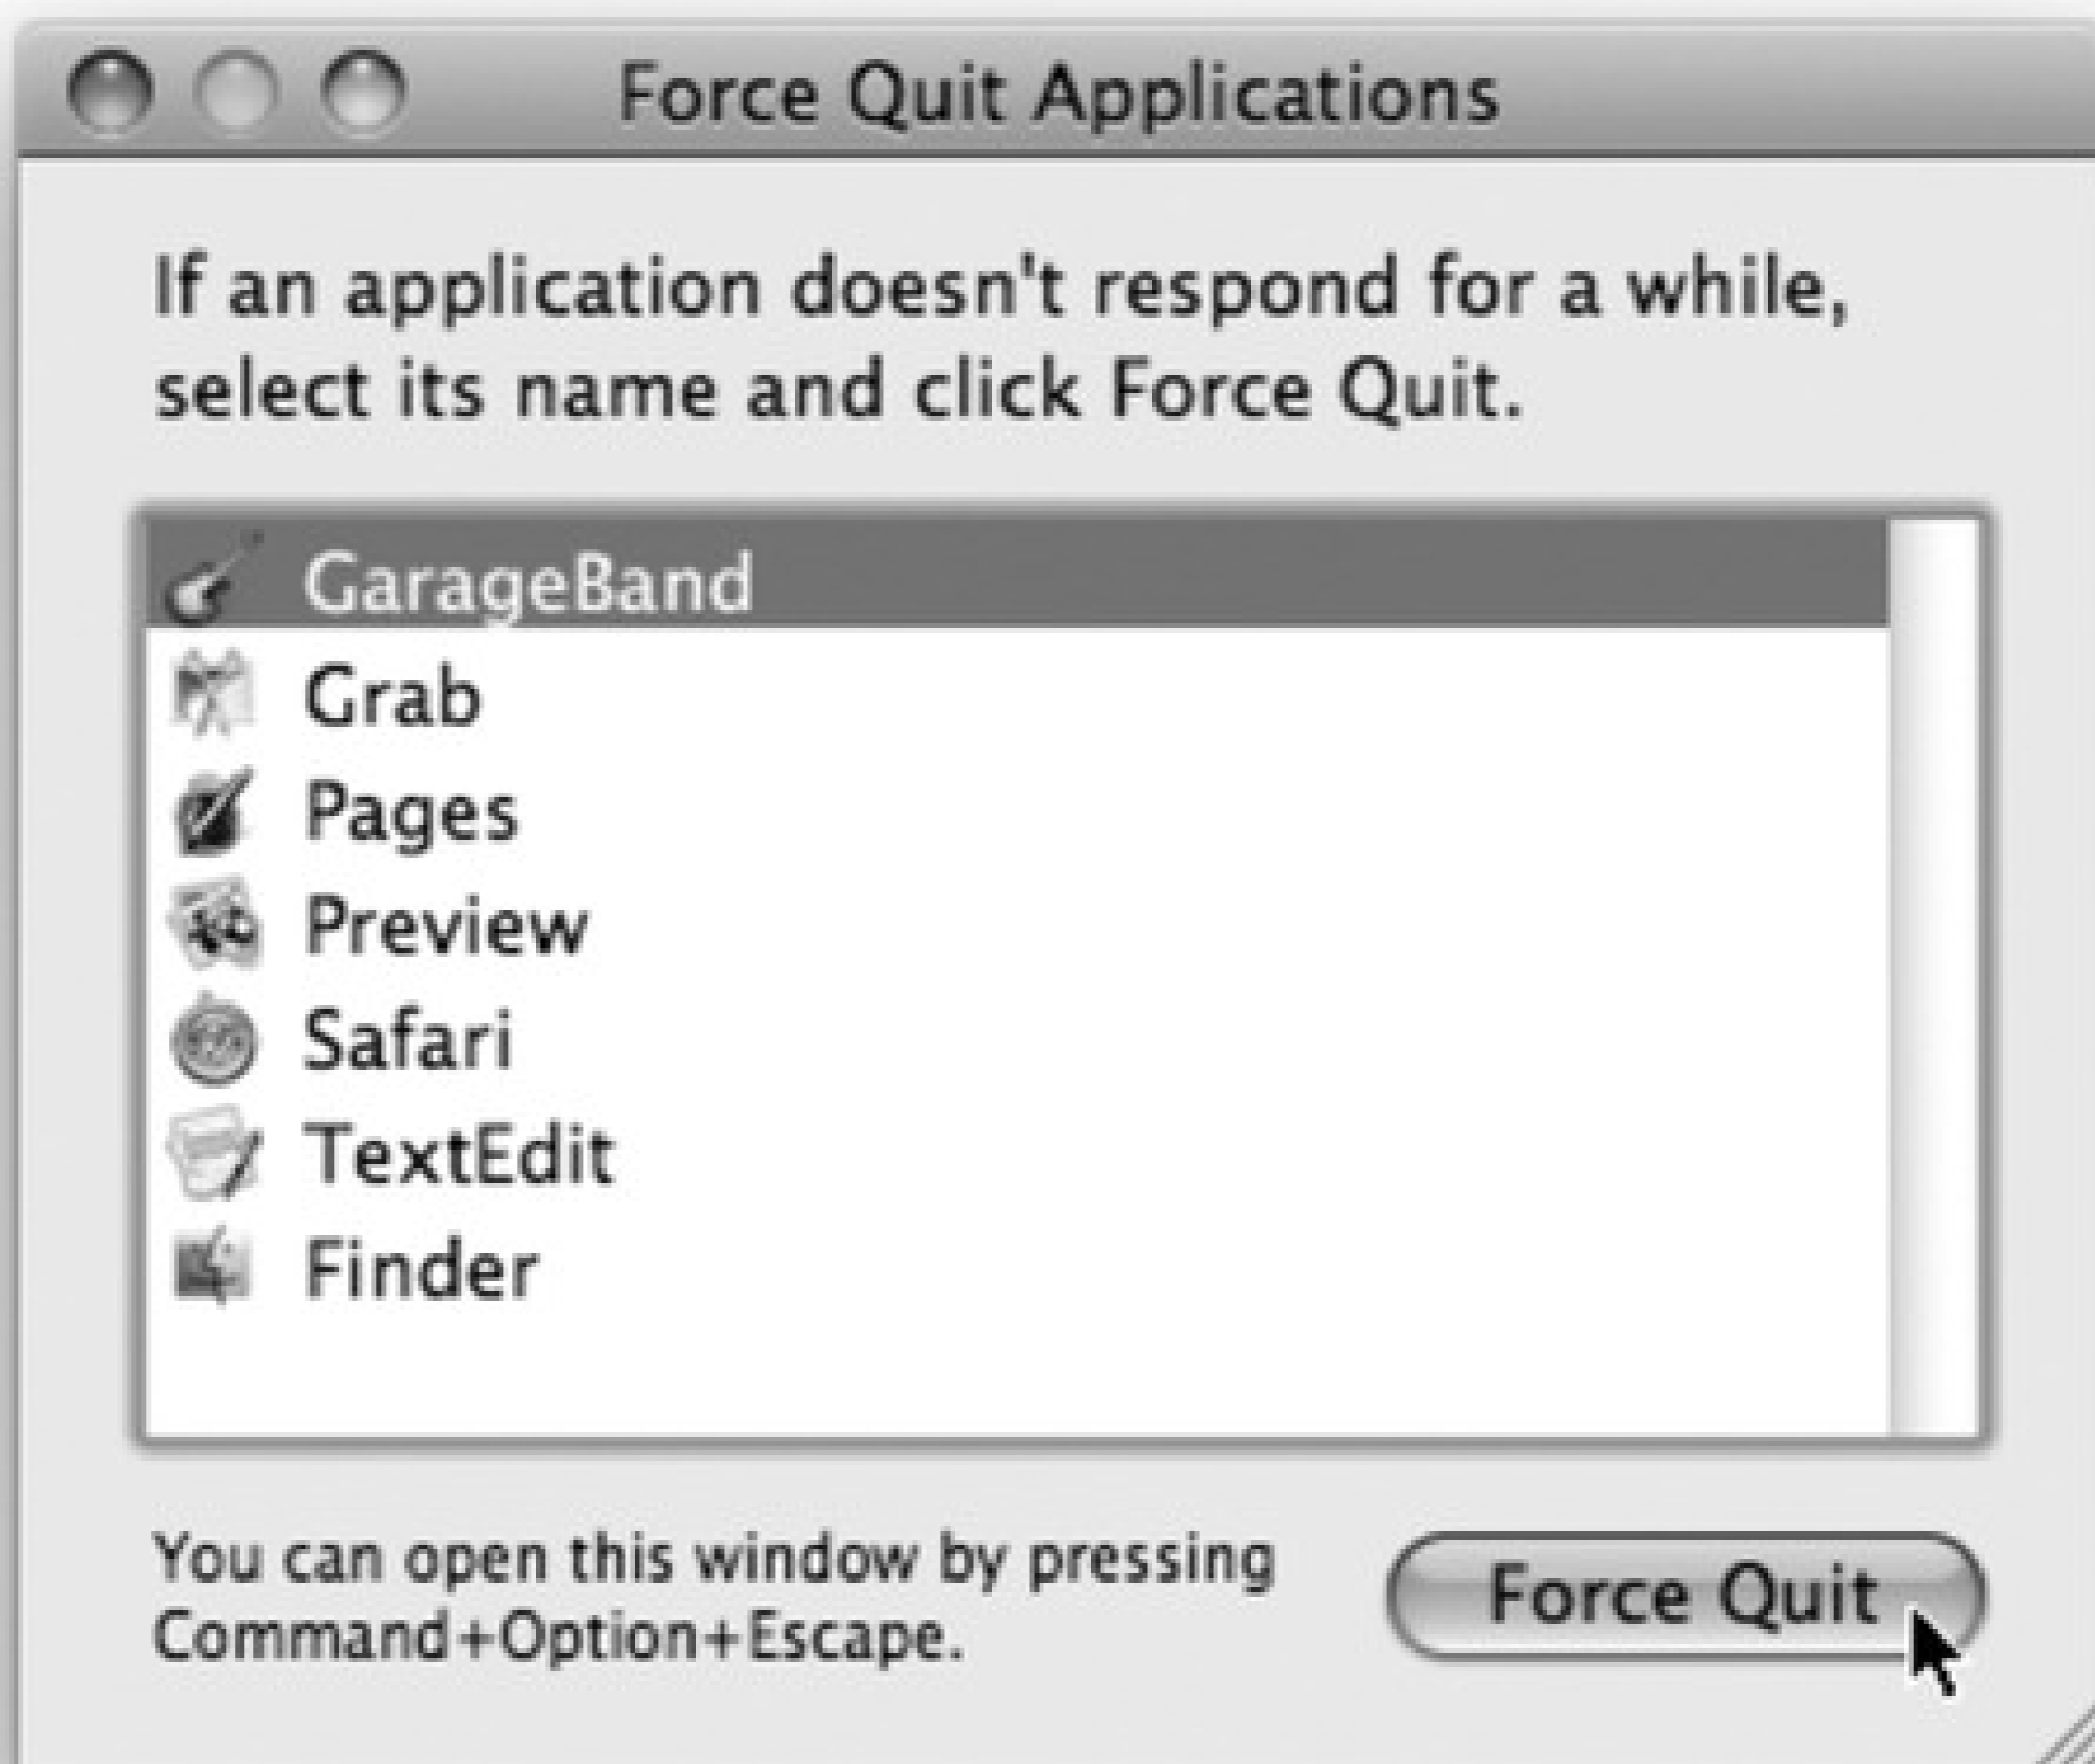 Force Quit Applications
If an application doesn't respond for a while,
select its name and click Force Quit.
GarageBand
Grab
Pages
Preview
Safari
TextEdit
Finder
You can open this window by pressing
Command+Option+Escape.
Force Quit